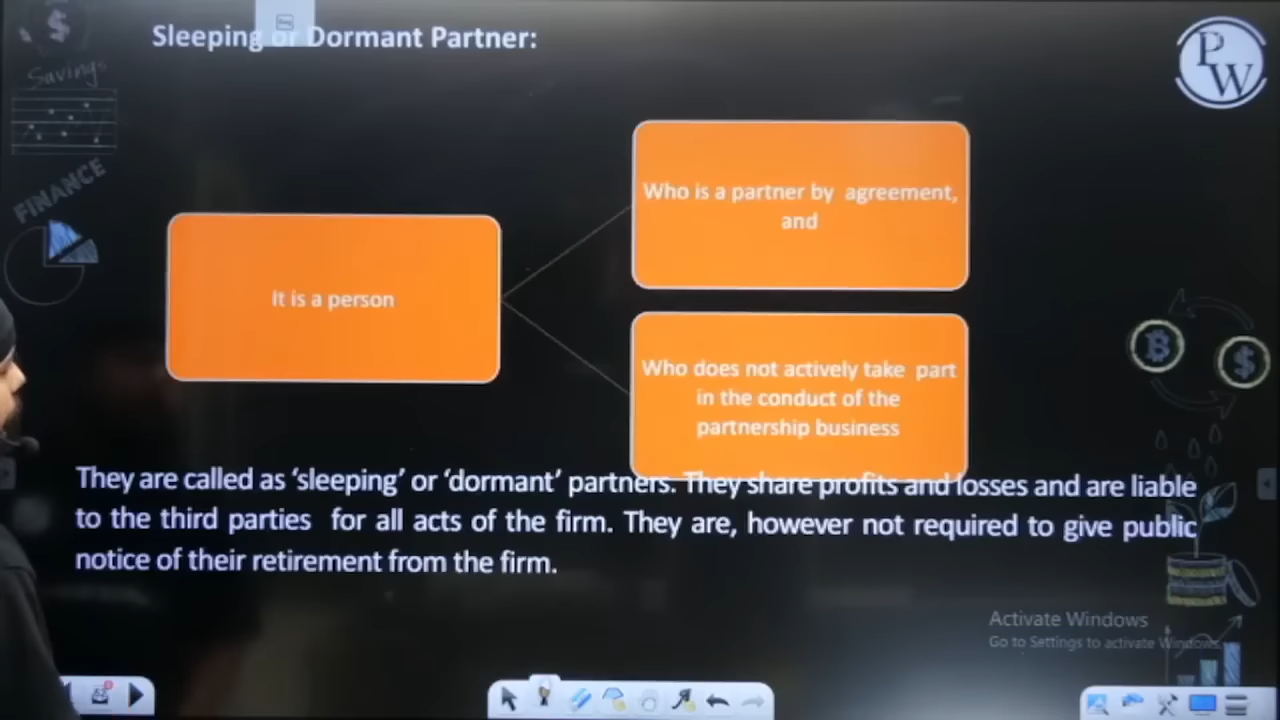 Sleeping or Dormant Partner:
P
W
$
Savings
FINANCE
Who is a partner by agreement,
and
It is a person
Who does not actively take part
in the conduct of the
partnership business
₿
$
They are called as ‘sleeping’ or ‘dormant’ partners. They share profits and losses and are liable
to the third parties for all acts of the firm. They are, however not required to give public
notice of their retirement from the firm.
Activate Windows
Go to Settings to activate Windows.